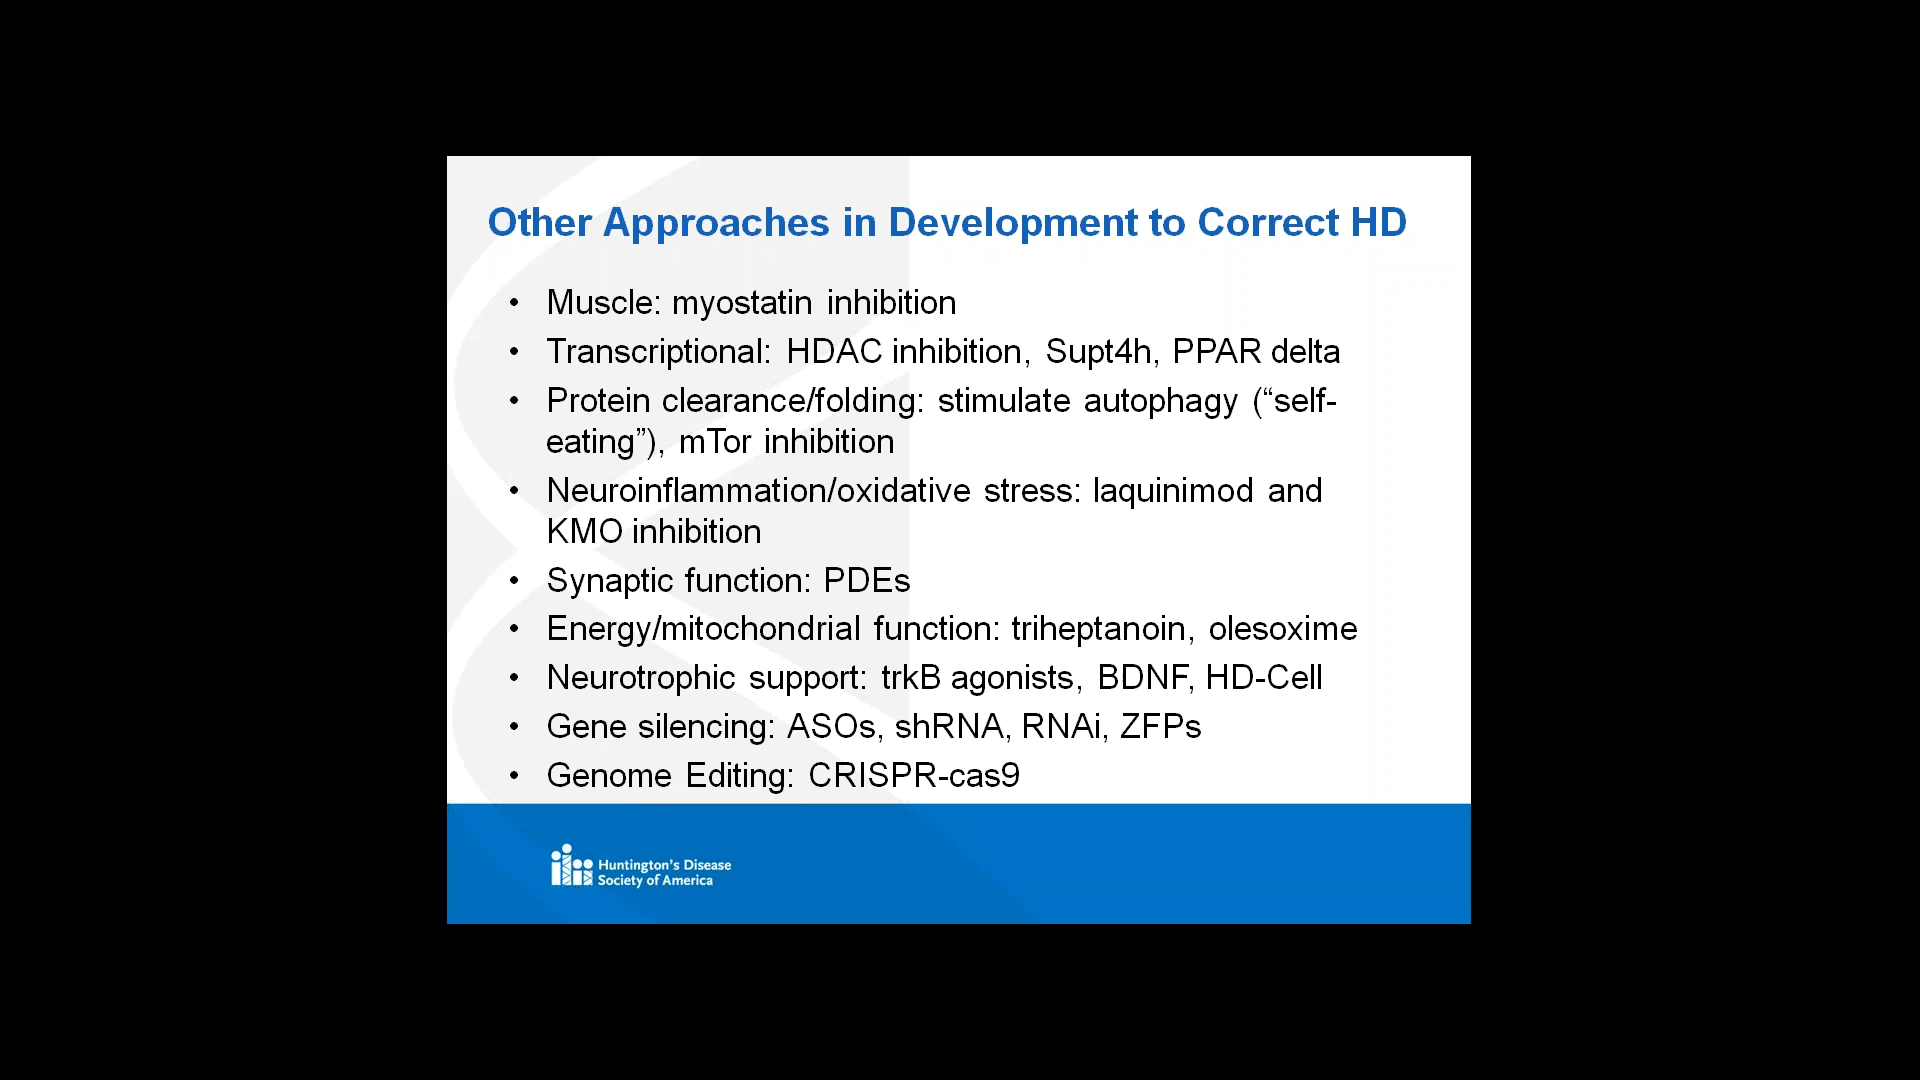 Other Approaches in Development to Correct HD
• Muscle: myostatin inhibition
• Transcriptional: HDAC inhibition, Supt4h, PPAR delta
• Protein clearance/folding: stimulate autophagy (“self-
eating”), mTor inhibition
• Neuroinflammation/oxidative stress: laquinimod and
KMO inhibition
• Synaptic function: PDEs
• Energy/mitochondrial function: triheptanoin, olesoxime
• Neurotrophic support: trkB agonists, BDNF, HD-Cell
• Gene silencing: ASOs, shRNA, RNAi, ZFPs
• Genome Editing: CRISPR-cas9
Huntington’s Disease
Society of America